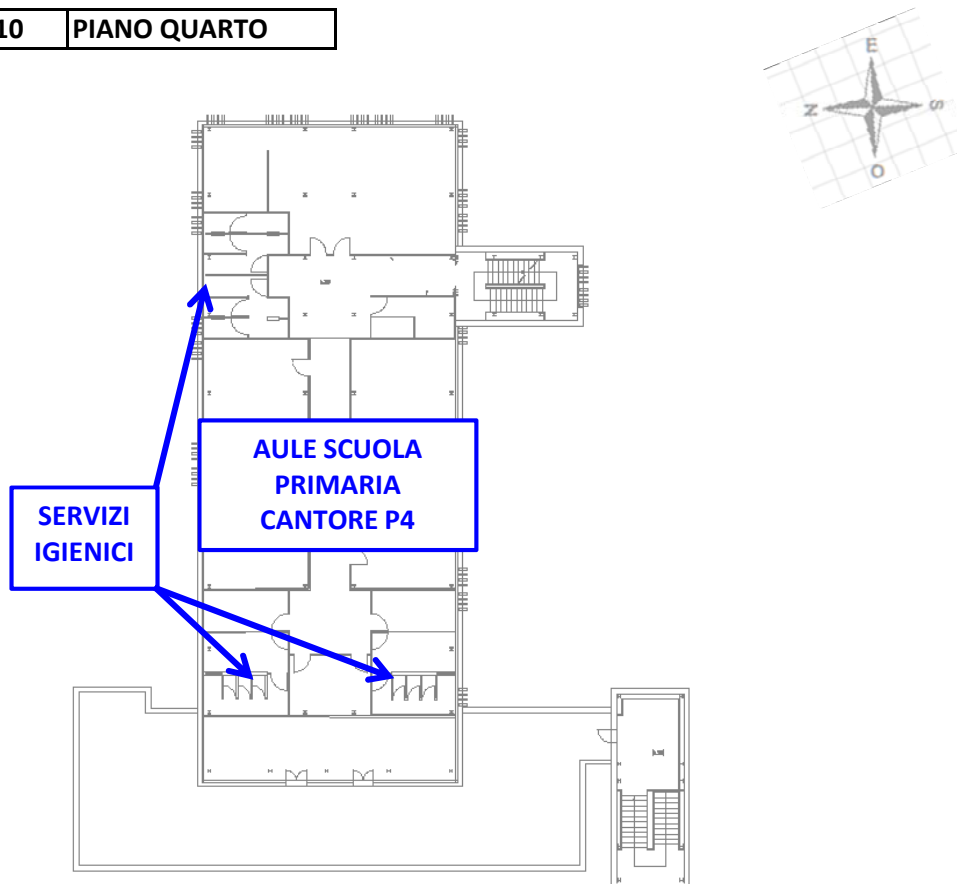 10 PIANO QUARTO
E
N S
O
AULE SCUOLA
PRIMARIA
CANTORE P4
SERVIZI
IGIENICI